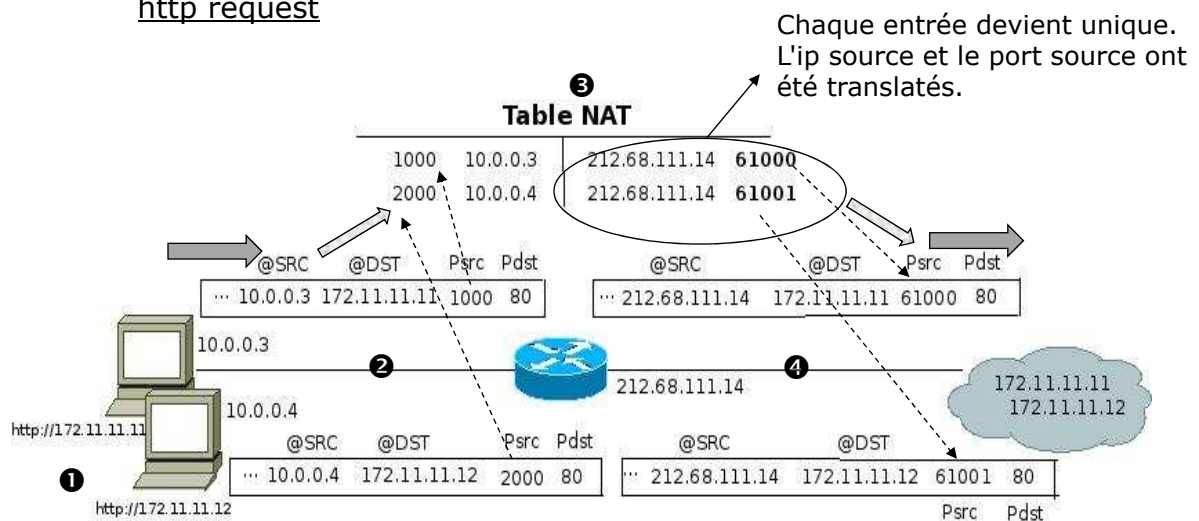 http request
Chaque entrée devient unique.
L'ip source et le port source ont
été translatés.
❸
Table NAT
1000 10.0.0.3 212.68.111.14 61000
2000 10.0.0.4 212.68.111.14 61001
@SRC @DST Psrc Pdst @SRC @DST Psrc Pdst
... 10.0.0.3 172.11.11.11 1000 80 ... 212.68.111.14 172.11.11.11 61000 80
10.0.0.3
❷ ❹
212.68.111.14
172.11.11.11
172.11.11.12
10.0.0.4
http://172.11.11.11
@SRC @DST Psrc Pdst @SRC @DST
❶
... 10.0.0.4 172.11.11.12 2000 80 ... 212.68.111.14 172.11.11.12 61001 80
http://172.11.11.12
Psrc Pdst